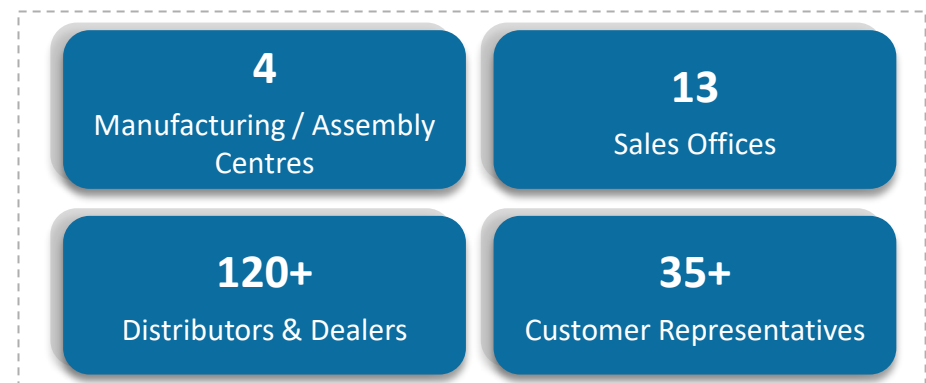 4
Manufacturing / Assembly
Centres
13
Sales Offices
120+
Distributors & Dealers
35+
Customer Representatives